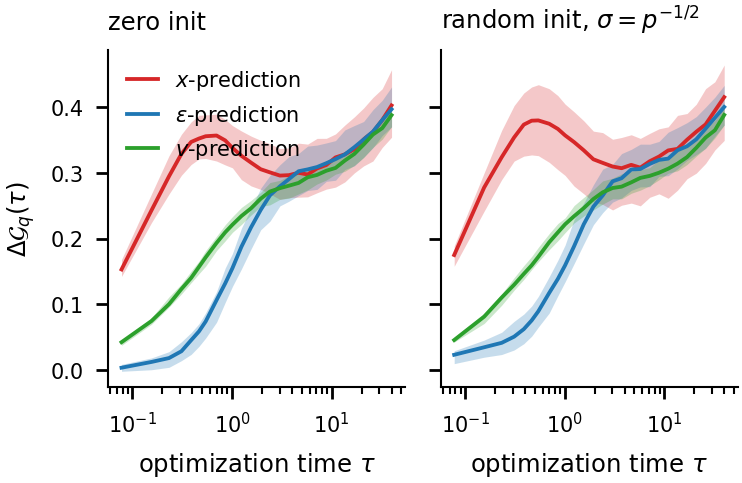 zero init
random init, σ = p^{-1/2}
x-prediction
ε-prediction
v-prediction
Δ𝒢_q(τ)
0.4
0.3
0.2
0.1
0.0
10^{-1} 10^{0} 10^{1}
10^{-1} 10^{0} 10^{1}
optimization time τ
optimization time τ